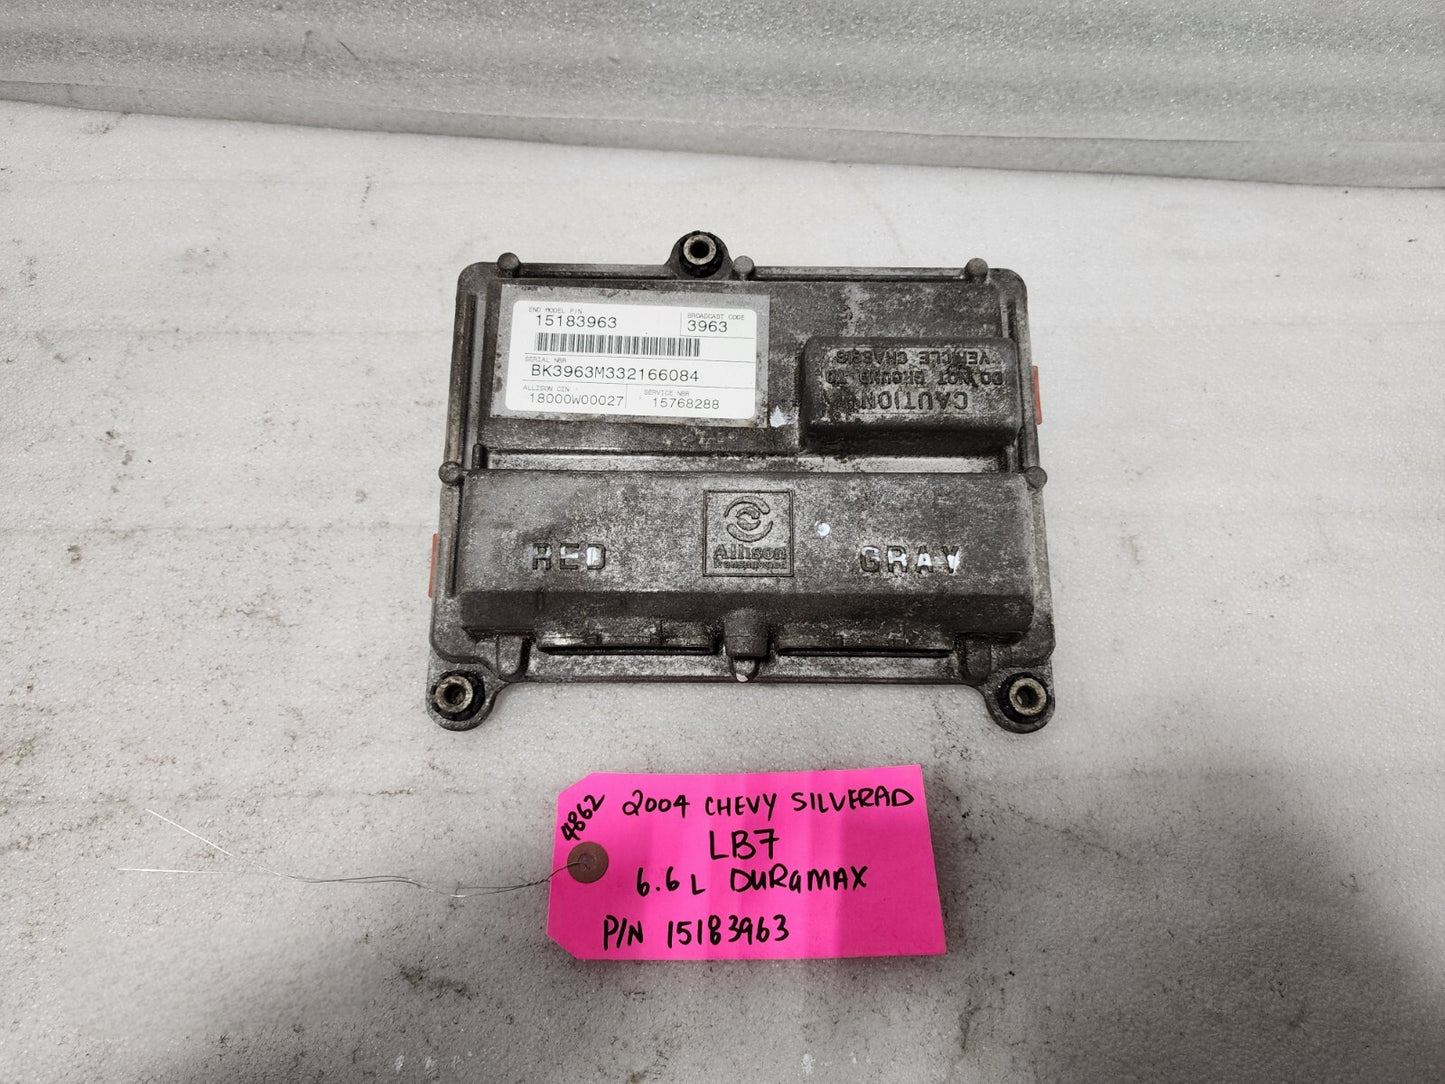 END MODEL P/N
15183963
BROADCAST CODE
3963
SERIAL NBR
BK3963M332166084
ALLISON CIN
18000W00027
SERVICE NBR
15768288
CAUTION
DO NOT
GROUND TO
VEHICLE CHASSIS
RED
Allison
Transmission
GRAY
4862
2004 CHEVY SILVERAD
LB7
6.6L DURAMAX
P/N 15183963